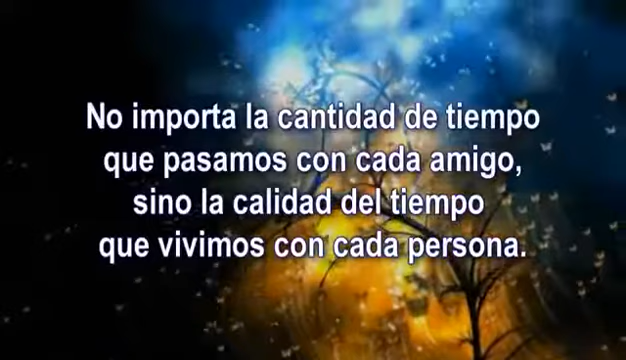 No importa la cantidad de tiempo
que pasamos con cada amigo,
sino la calidad del tiempo
que vivimos con cada persona.